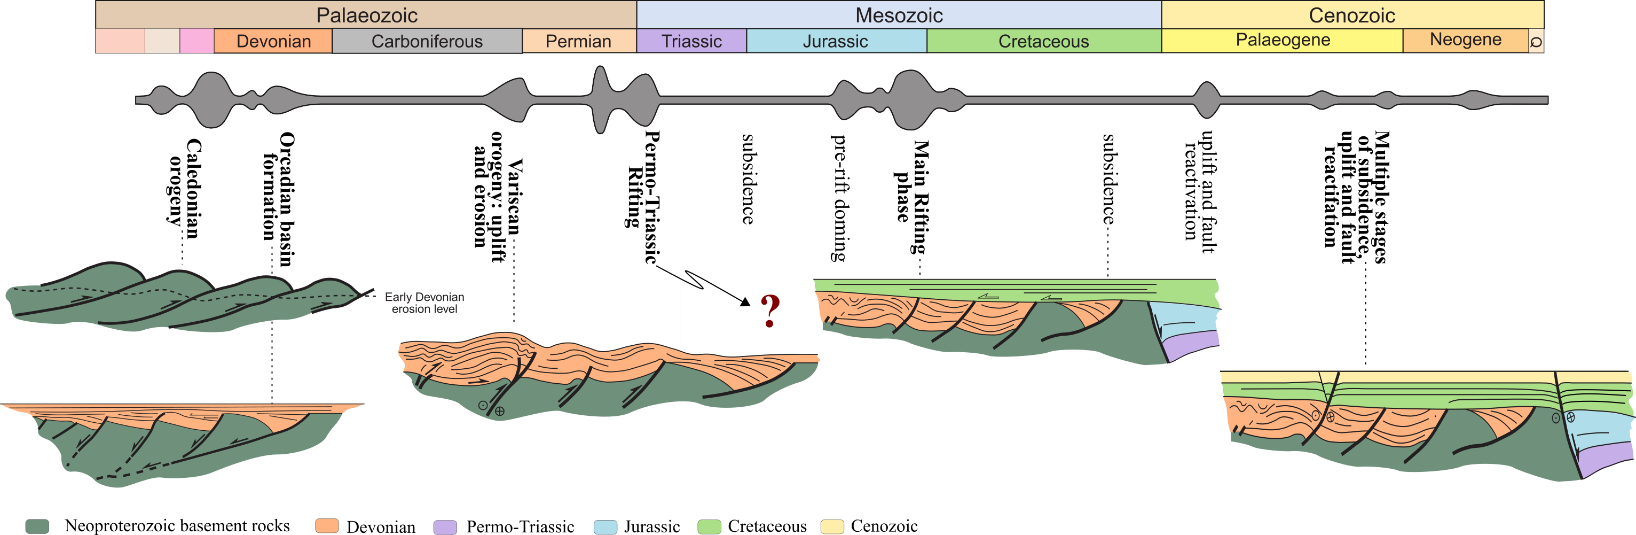 Palaeozoic Mesozoic Cenozoic
Devonian Carboniferous Permian Triassic Jurassic Cretaceous Palaeogene Neogene Q
Caledonian
orogeny
Orcadian basin
formation
Variscan
orogeny: uplift
and erosion
Permo-Triassic
Rifting
subsidence
pre-rift doming
Main Rifting
phase
subsidence
uplift and fault
reactivation
Multiple stages
of subsidence,
uplift and fault
reactifation
Early Devonian
erosion level
?
Neoproterozoic basement rocks Devonian Permo-Triassic Jurassic Cretaceous Cenozoic